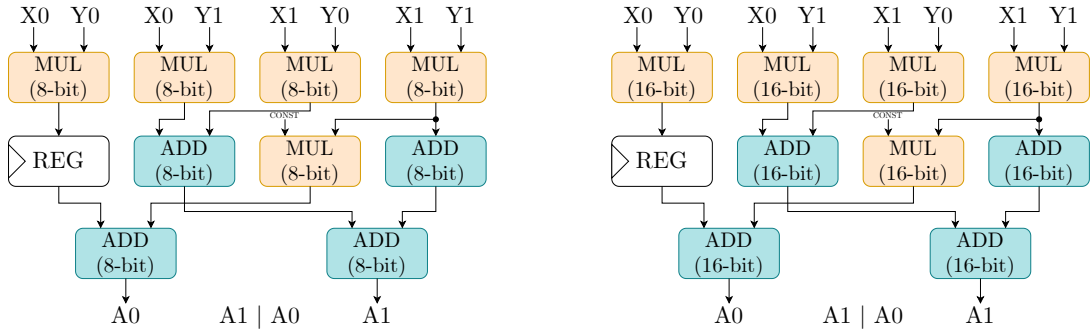 X0 Y0 X0 Y1 X1 Y0 X1 Y1
MUL MUL MUL MUL
(8-bit) (8-bit) (8-bit) (8-bit)
CONST
REG ADD MUL ADD
(8-bit) (8-bit) (8-bit)
ADD ADD
(8-bit) (8-bit)
A0 A1 | A0 A1
X0 Y0 X0 Y1 X1 Y0 X1 Y1
MUL MUL MUL MUL
(16-bit) (16-bit) (16-bit) (16-bit)
CONST
REG ADD MUL ADD
(16-bit) (16-bit) (16-bit)
ADD ADD
(16-bit) (16-bit)
A0 A1 | A0 A1